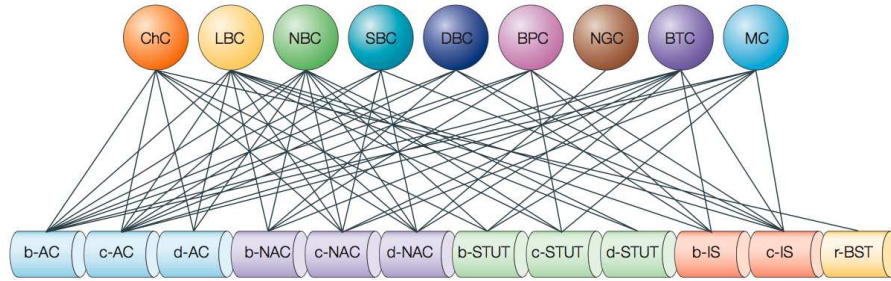 ChC LBC NBC SBC DBC BPC NGC BTC MC
b-AC c-AC d-AC b-NAC c-NAC d-NAC b-STUT c-STUT d-STUT b-IS c-IS r-BST